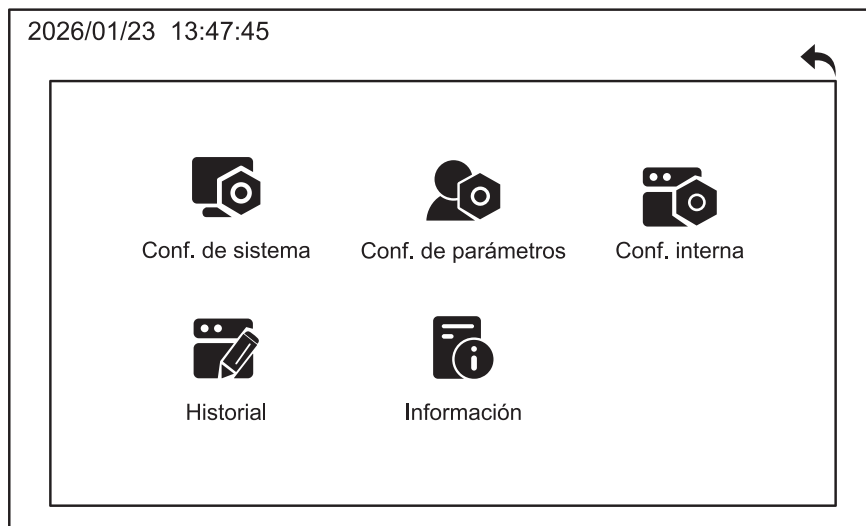 2026/01/23 13:47:45
Conf. de sistema
Conf. de parámetros
Conf. interna
Historial
Información